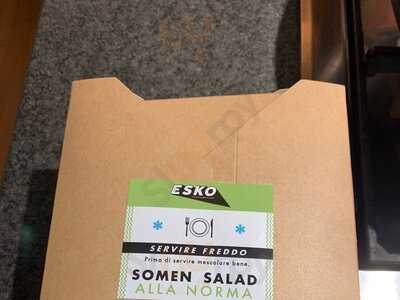 ESKO
SERVIRE FREDDO
Prima di servire mescolare bene.
SOMEN SALAD
ALLA NORMA